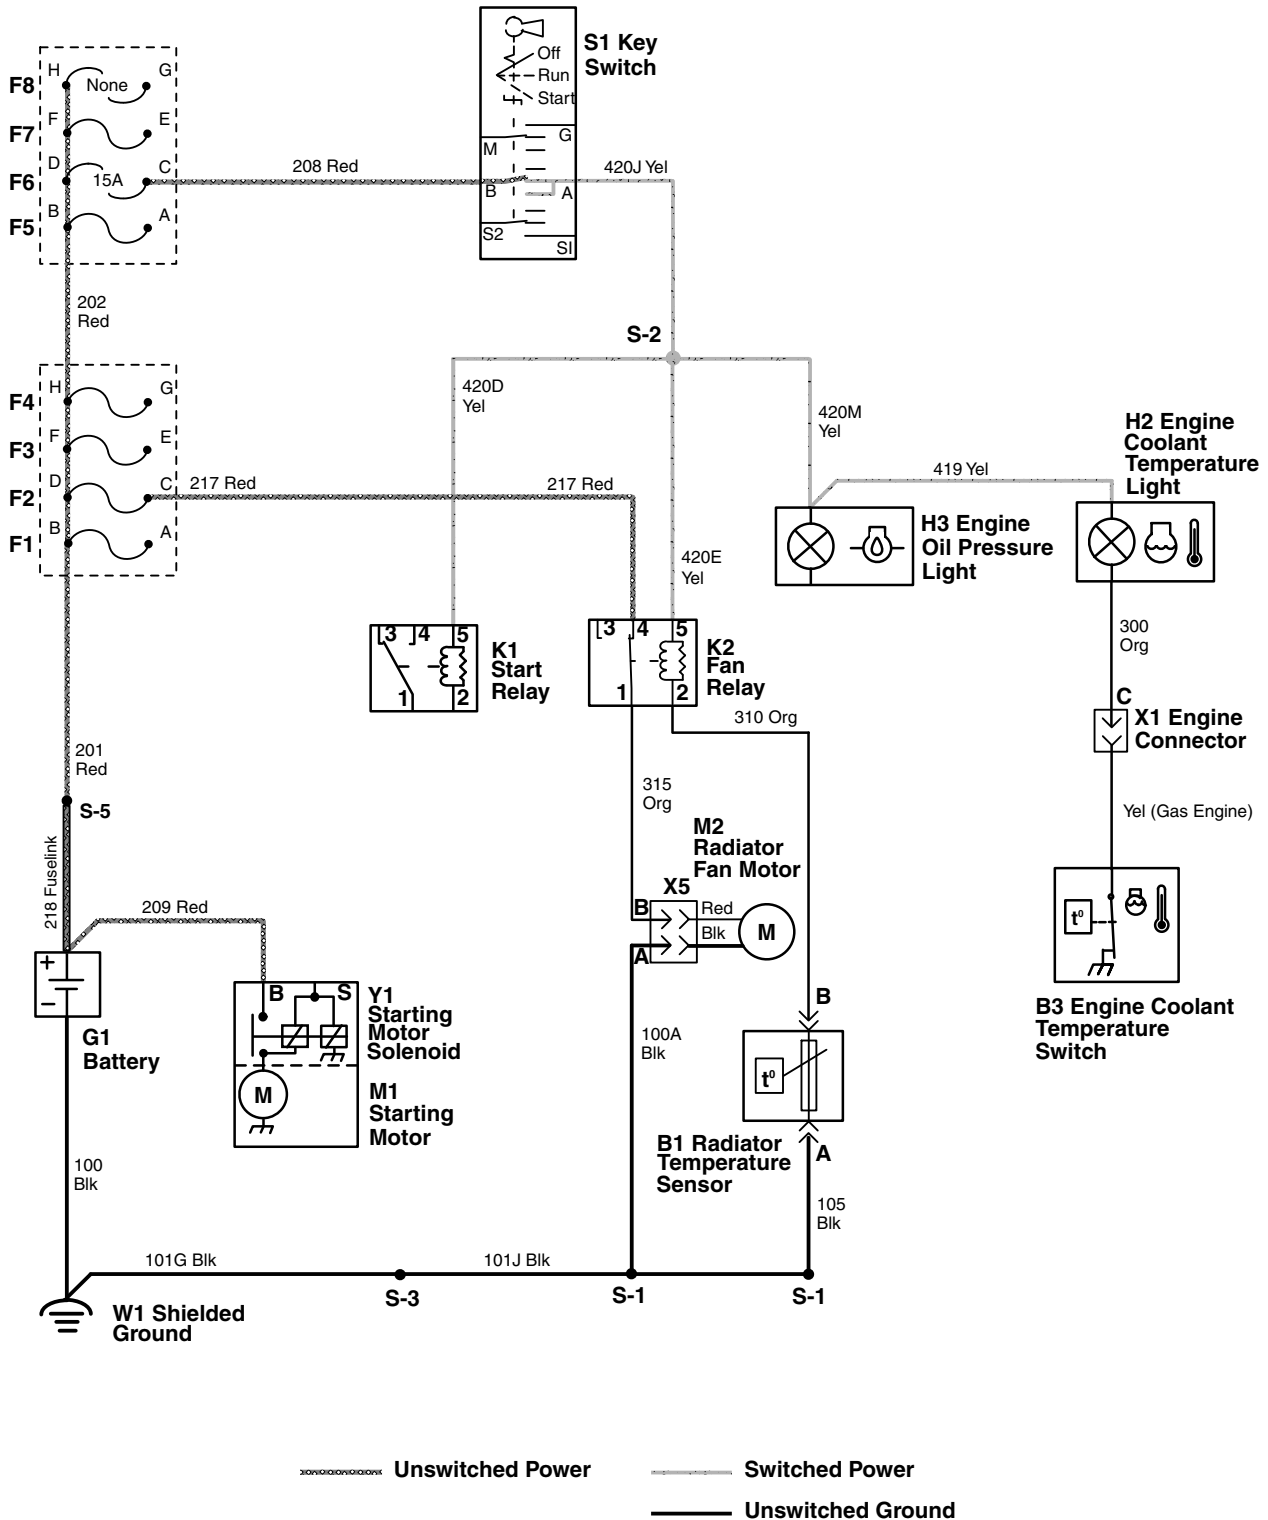 S1 Key
Switch
Off
Run
Start
G
M
B
A
S2
SI
F8
H
None
G
F7
F
E
F6
D
15A
C
F5
B
A
208 Red
420J Yel
202
Red
S-2
F4
H
G
F3
F
E
F2
D
C
F1
B
A
217 Red
217 Red
420D
Yel
420M
Yel
420E
Yel
419 Yel
H2 Engine
Coolant
Temperature
Light
H3 Engine
Oil Pressure
Light
3
4
5
1
2
K1
Start
Relay
3
4
5
1
2
K2
Fan
Relay
310 Org
300
Org
C
X1 Engine
Connector
Yel (Gas Engine)
201
Red
S-5
218 Fuselink
315
Org
M2
Radiator
Fan Motor
X5
B
Red
A
Blk
M
209 Red
+
−
G1
Battery
B
S
Y1
Starting
Motor
Solenoid
M
M1
Starting
Motor
t⁰
B3 Engine Coolant
Temperature
Switch
100A
Blk
B
t⁰
A
B1 Radiator
Temperature
Sensor
100
Blk
105
Blk
101G Blk
101J Blk
S-3
S-1
S-1
W1 Shielded
Ground
Unswitched Power
Switched Power
Unswitched Ground